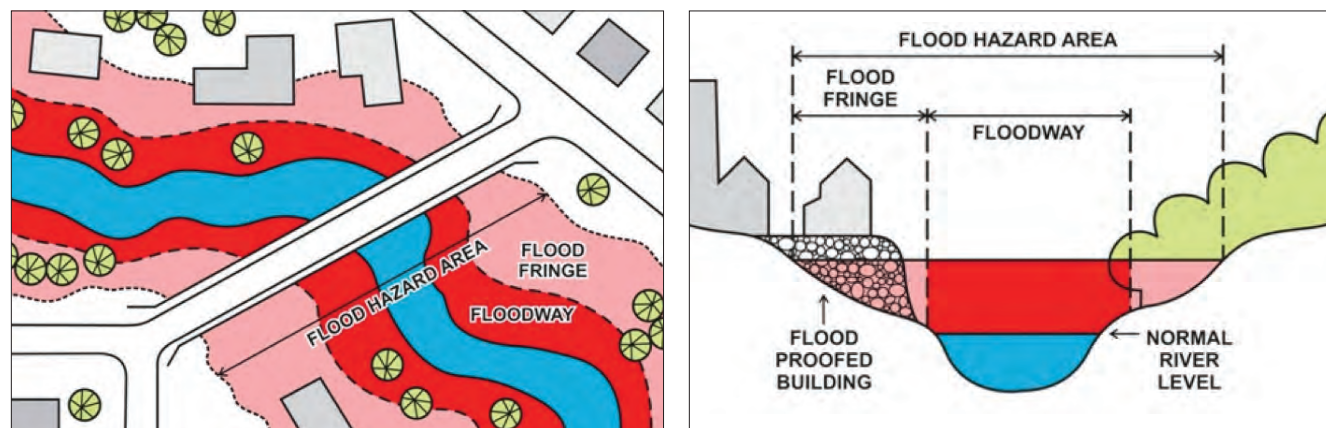 FLOOD
FRINGE
FLOOD HAZARD AREA
FLOODWAY
FLOOD HAZARD AREA
FLOOD
FRINGE
FLOODWAY
FLOOD
PROOFED
BUILDING
NORMAL
RIVER
LEVEL